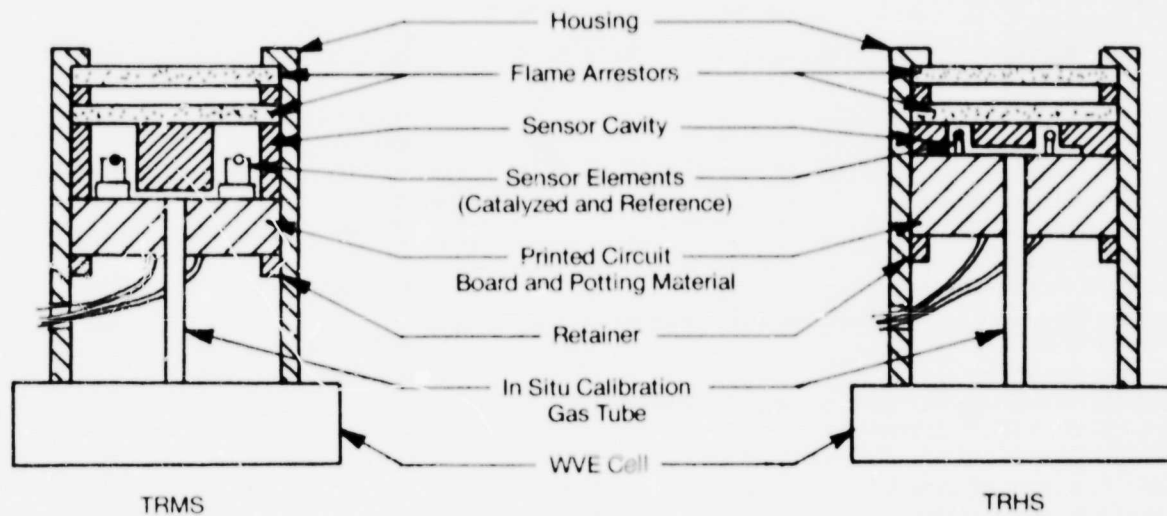 Housing
Flame Arrestors
Sensor Cavity
Sensor Elements
(Catalyzed and Reference)
Printed Circuit
Board and Potting Material
Retainer
In Situ Calibration
Gas Tube
WVE Cell
TRMS
TRHS